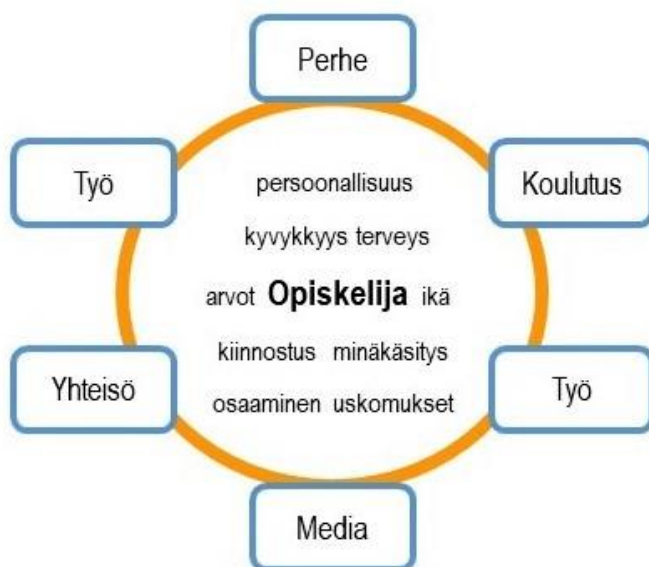 Perhe
Työ
Koulutus
persoonallisuus
kyvykkyys terveys
arvot Opiskelija ikä
kiinnostus minäkäsitys
osaaminen uskomukset
Yhteisö
Työ
Media